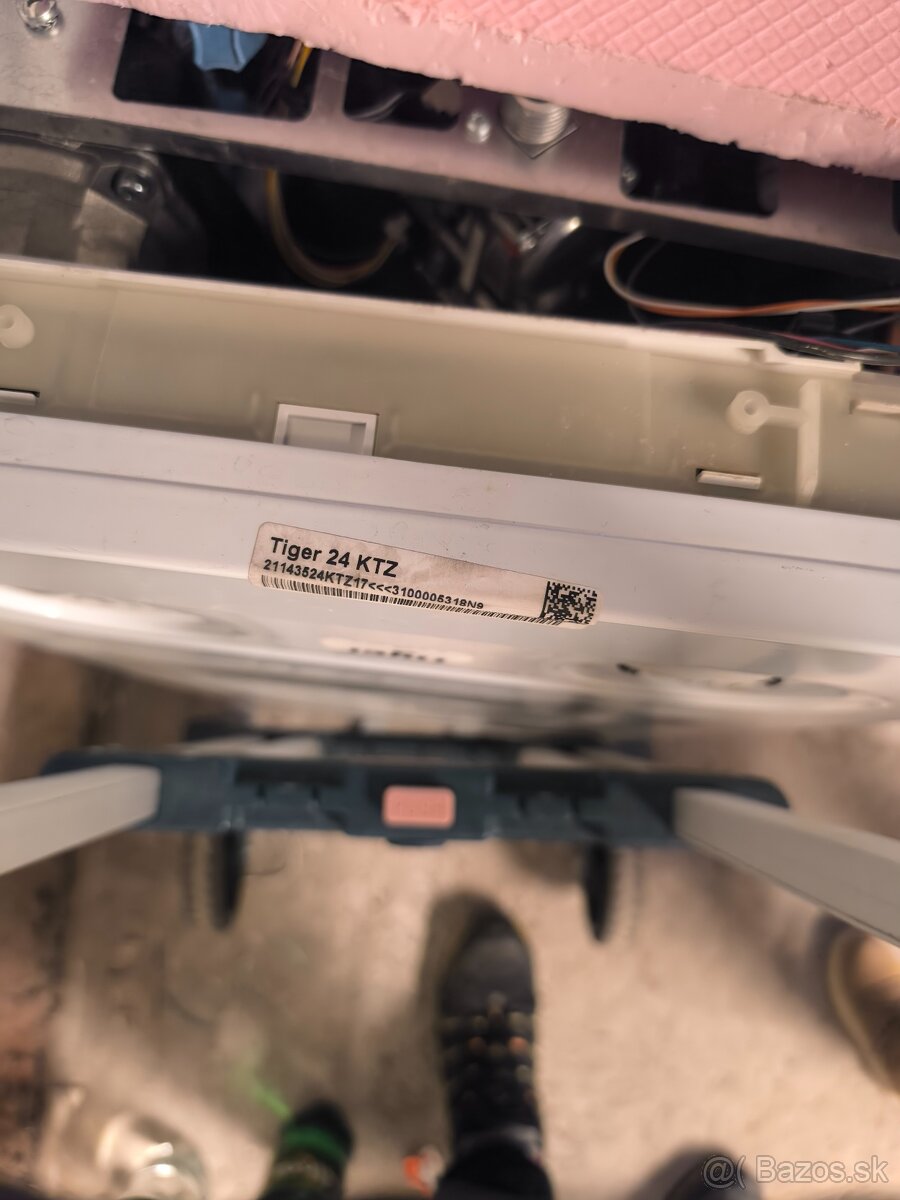 Tiger 24 KTZ
21143524KTZ17<<<3100005318N9
@( Bazos.sk